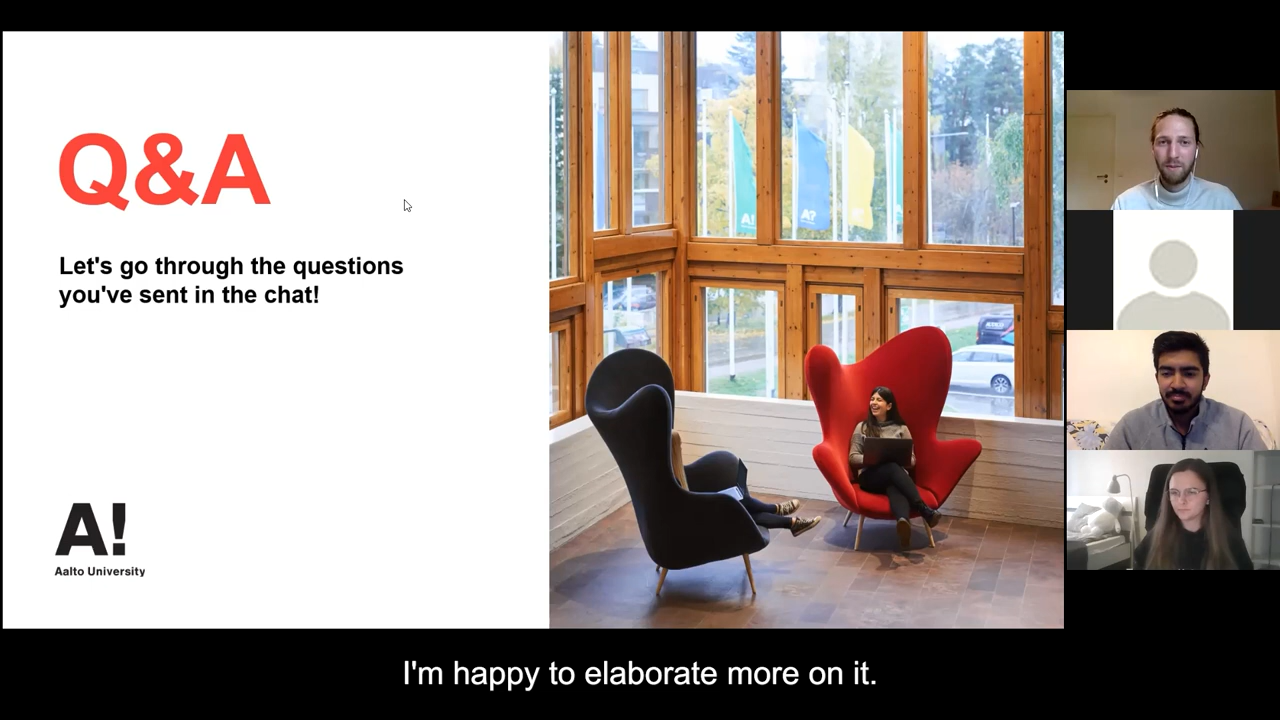 Q&A
Let's go through the questions
you've sent in the chat!
A!
Aalto University
A!
A?
I'm happy to elaborate more on it.